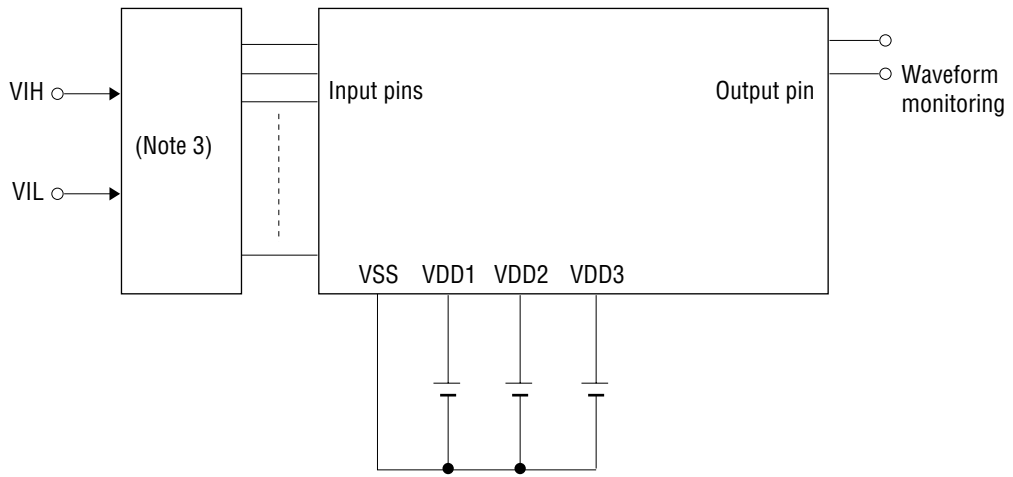 VIH
VIL
(Note 3)
Input pins
Output pin
Waveform
monitoring
VSS VDD1 VDD2 VDD3